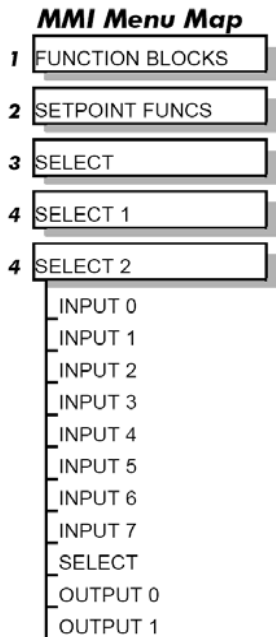 MMI Menu Map
1 FUNCTION BLOCKS
2 SETPOINT FUNCS
3 SELECT
4 SELECT 1
4 SELECT 2
INPUT 0
INPUT 1
INPUT 2
INPUT 3
INPUT 4
INPUT 5
INPUT 6
INPUT 7
SELECT
OUTPUT 0
OUTPUT 1